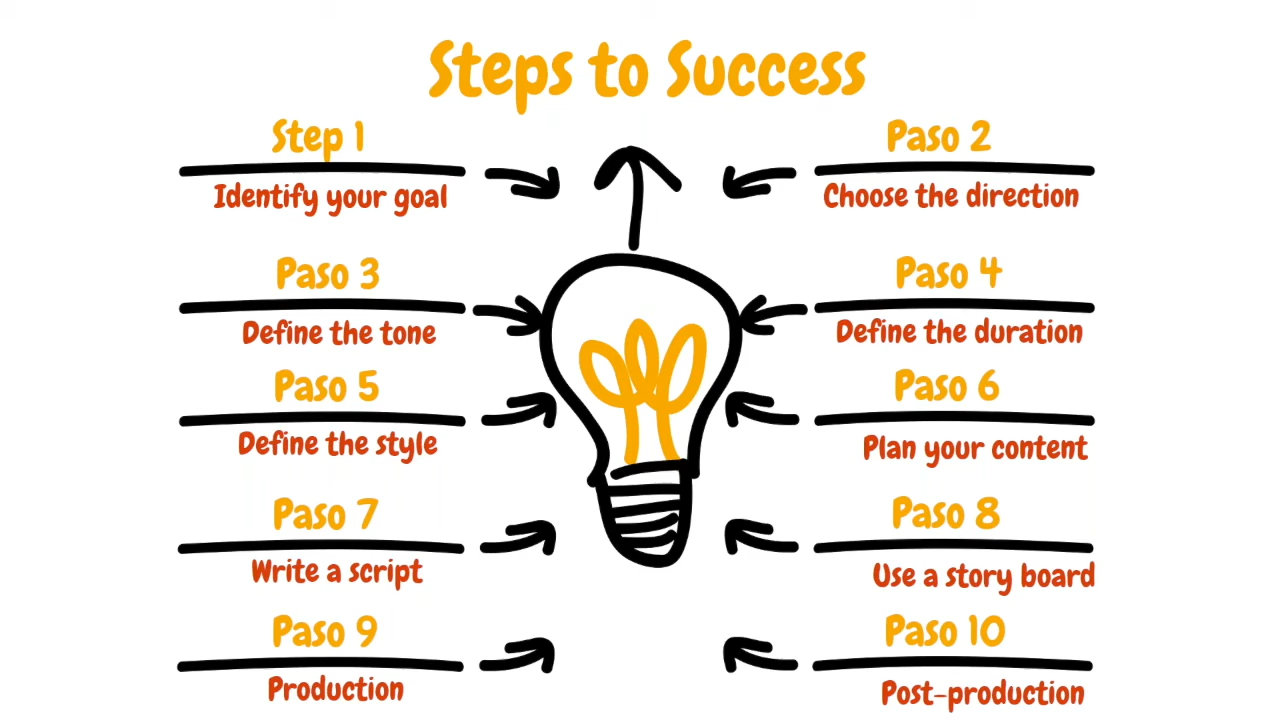 Steps to Success
Step 1
Identify your goal
Paso 2
Choose the direction
Paso 3
Define the tone
Paso 4
Define the duration
Paso 5
Define the style
Paso 6
Plan your content
Paso 7
Write a script
Paso 8
Use a story board
Paso 9
Production
Paso 10
Post-production